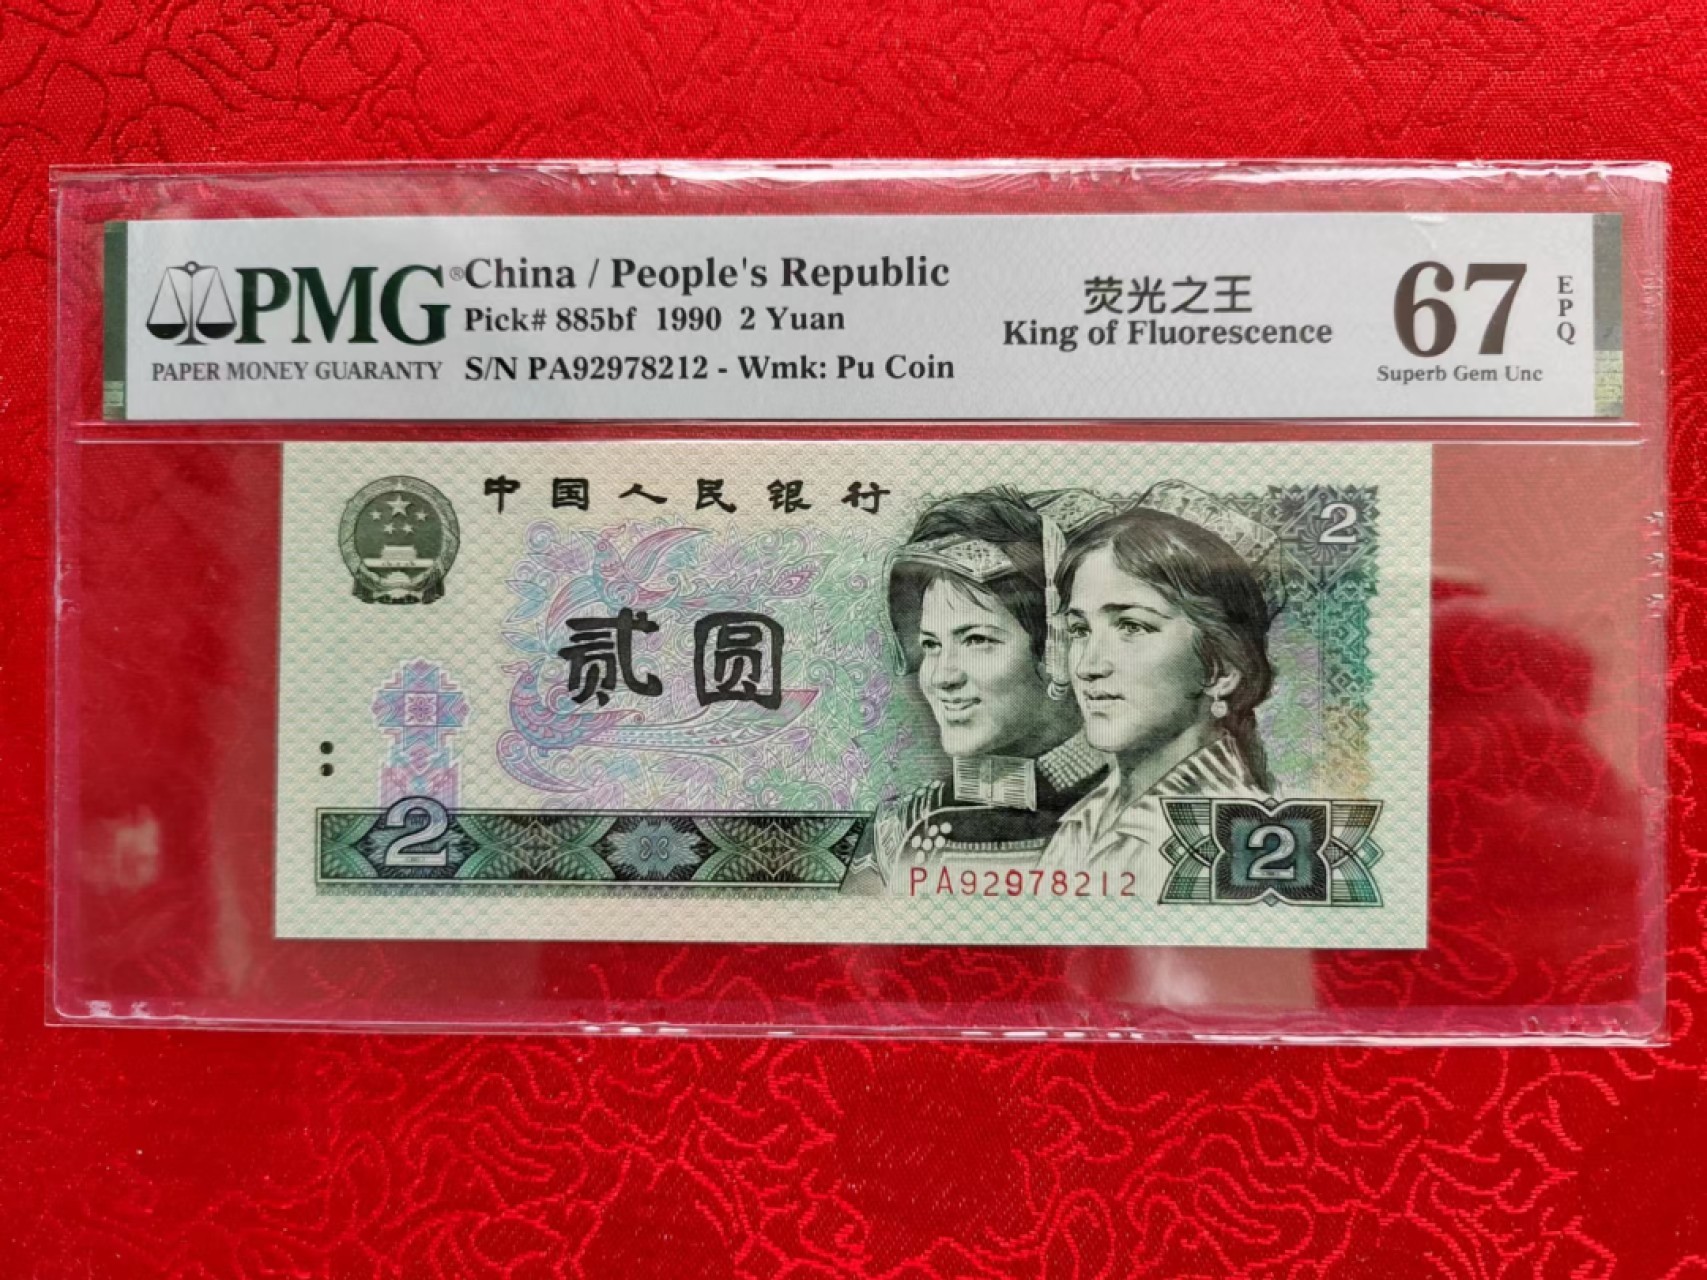 PMG®
PAPER MONEY GUARANTY
China / People's Republic
Pick# 885bf 1990 2 Yuan
S/N PA92978212 - Wmk: Pu Coin
荧光之王
King of Fluorescence
67
EPQ
Superb Gem Unc
中国人民银行
2
贰圆
2
2
PA92978212